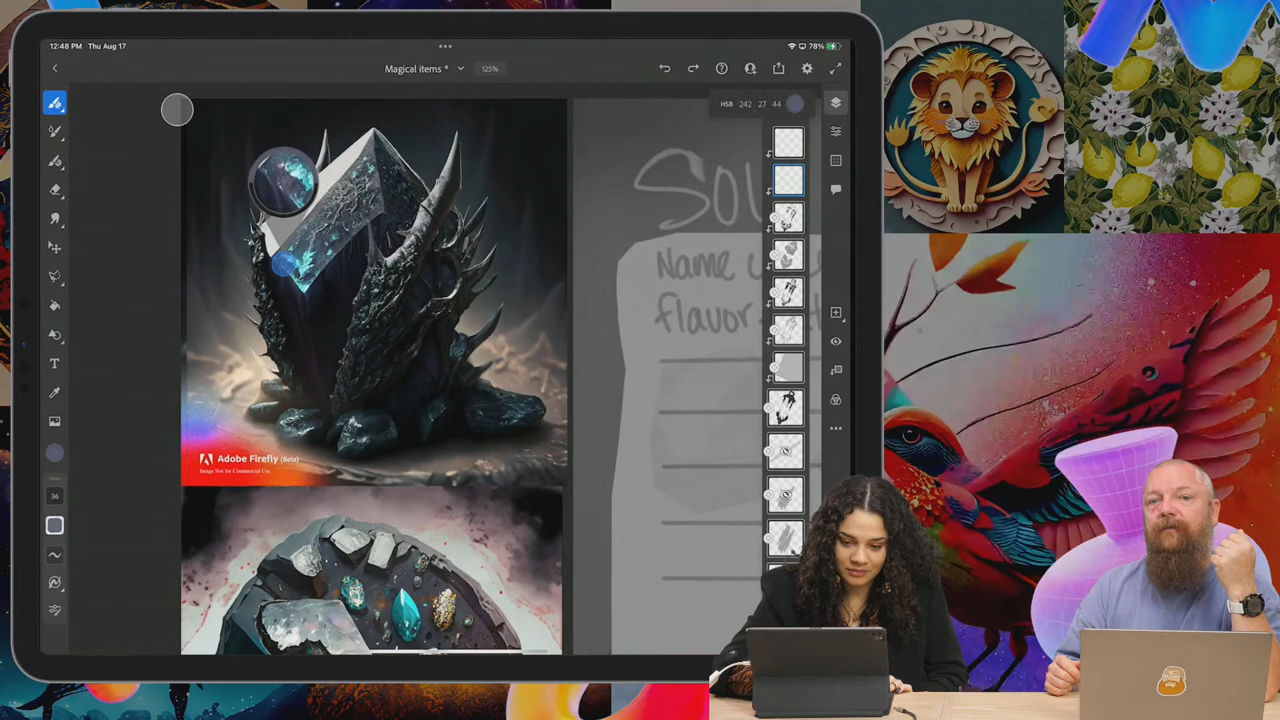 12:48 PM Thu Aug 17
78%
Magical items *
125%
HSB 242 27 44
Sou
Name
flavor
T
36
Adobe Firefly (Beta)
Image Not for Commercial Use